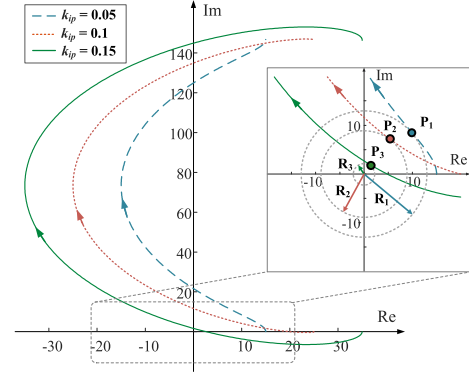 k_ip = 0.05
k_ip = 0.1
k_ip = 0.15
Im
140
120
100
80
60
40
20
-30
-20
-10
0
20
30
Re
Im
10
P₁
P₂
P₃
Re
R₃
-10
10
R₂
R₁
-10